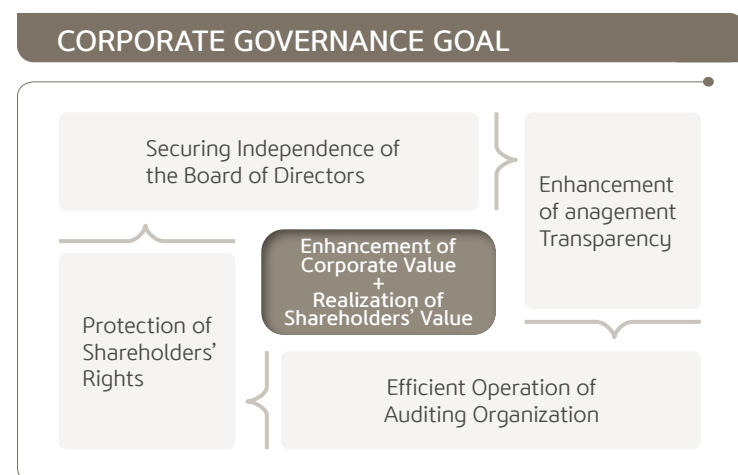 CORPORATE GOVERNANCE GOAL
Securing Independence of
the Board of Directors
Enhancement
of anagement
Transparency
Enhancement of
Corporate Value
+
Realization of
Shareholders’ Value
Protection of
Shareholders’
Rights
Efficient Operation of
Auditing Organization